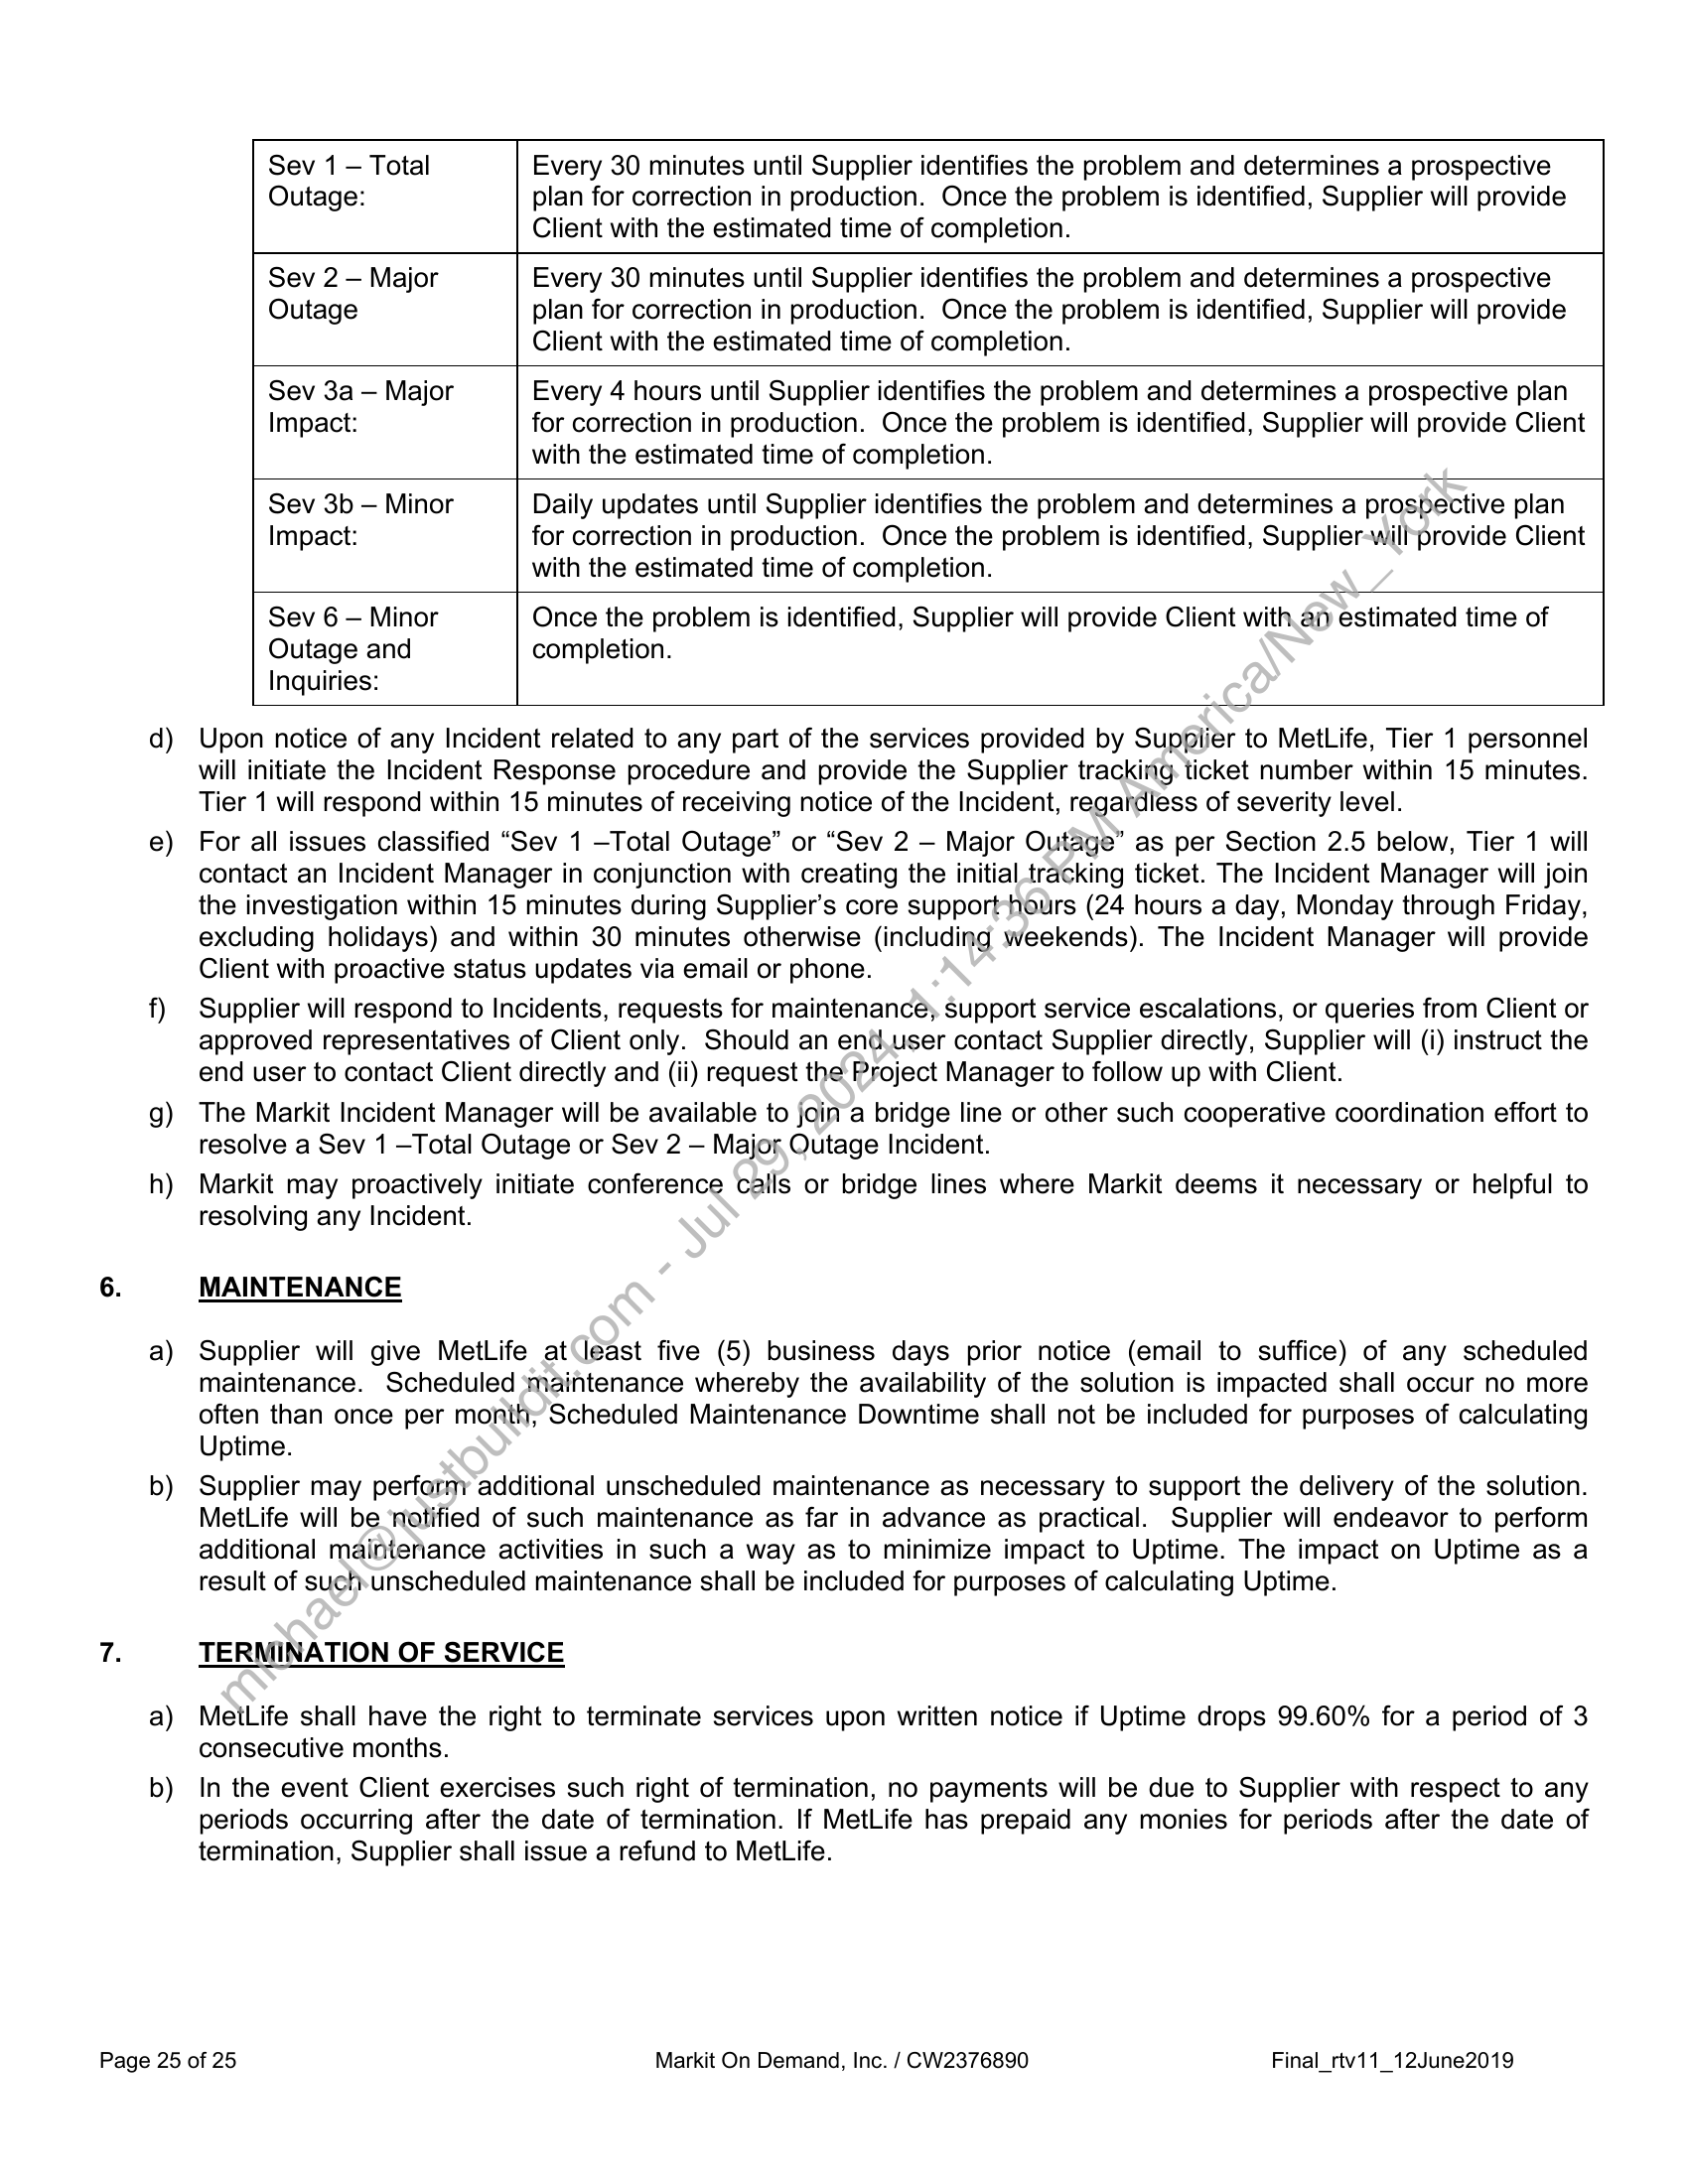 Sev 1 – Total
Outage:
Every 30 minutes until Supplier identifies the problem and determines a prospective
plan for correction in production.  Once the problem is identified, Supplier will provide
Client with the estimated time of completion.
Sev 2 – Major
Outage
Every 30 minutes until Supplier identifies the problem and determines a prospective
plan for correction in production.  Once the problem is identified, Supplier will provide
Client with the estimated time of completion.
Sev 3a – Major
Impact:
Every 4 hours until Supplier identifies the problem and determines a prospective plan
for correction in production.  Once the problem is identified, Supplier will provide Client
with the estimated time of completion.
Sev 3b – Minor
Impact:
Daily updates until Supplier identifies the problem and determines a prospective plan
for correction in production.  Once the problem is identified, Supplier will provide Client
with the estimated time of completion.
Sev 6 – Minor
Outage and
Inquiries:
Once the problem is identified, Supplier will provide Client with an estimated time of
completion.
d) Upon notice of any Incident related to any part of the services provided by Supplier to MetLife, Tier 1 personnel
will initiate the Incident Response procedure and provide the Supplier tracking ticket number within 15 minutes.
Tier 1 will respond within 15 minutes of receiving notice of the Incident, regardless of severity level.
e) For all issues classified “Sev 1 –Total Outage” or “Sev 2 – Major Outage” as per Section 2.5 below, Tier 1 will
contact an Incident Manager in conjunction with creating the initial tracking ticket. The Incident Manager will join
the investigation within 15 minutes during Supplier’s core support hours (24 hours a day, Monday through Friday,
excluding holidays) and within 30 minutes otherwise (including weekends). The Incident Manager will provide
Client with proactive status updates via email or phone.
f) Supplier will respond to Incidents, requests for maintenance, support service escalations, or queries from Client or
approved representatives of Client only.  Should an end user contact Supplier directly, Supplier will (i) instruct the
end user to contact Client directly and (ii) request the Project Manager to follow up with Client.
g) The Markit Incident Manager will be available to join a bridge line or other such cooperative coordination effort to
resolve a Sev 1 –Total Outage or Sev 2 – Major Outage Incident.
h) Markit may proactively initiate conference calls or bridge lines where Markit deems it necessary or helpful to
resolving any Incident.
6. MAINTENANCE
a) Supplier will give MetLife at least five (5) business days prior notice (email to suffice) of any scheduled
maintenance.  Scheduled maintenance whereby the availability of the solution is impacted shall occur no more
often than once per month, Scheduled Maintenance Downtime shall not be included for purposes of calculating
Uptime.
b) Supplier may perform additional unscheduled maintenance as necessary to support the delivery of the solution.
MetLife will be notified of such maintenance as far in advance as practical.  Supplier will endeavor to perform
additional maintenance activities in such a way as to minimize impact to Uptime. The impact on Uptime as a
result of such unscheduled maintenance shall be included for purposes of calculating Uptime.
7. TERMINATION OF SERVICE
a) MetLife shall have the right to terminate services upon written notice if Uptime drops 99.60% for a period of 3
consecutive months.
b) In the event Client exercises such right of termination, no payments will be due to Supplier with respect to any
periods occurring after the date of termination. If MetLife has prepaid any monies for periods after the date of
termination, Supplier shall issue a refund to MetLife.
michael@justbuildit.com - Jul 29, 2024, 1:14:36 PM America/New_York
Page 25 of 25 Markit On Demand, Inc. / CW2376890 Final_rtv11_12June2019